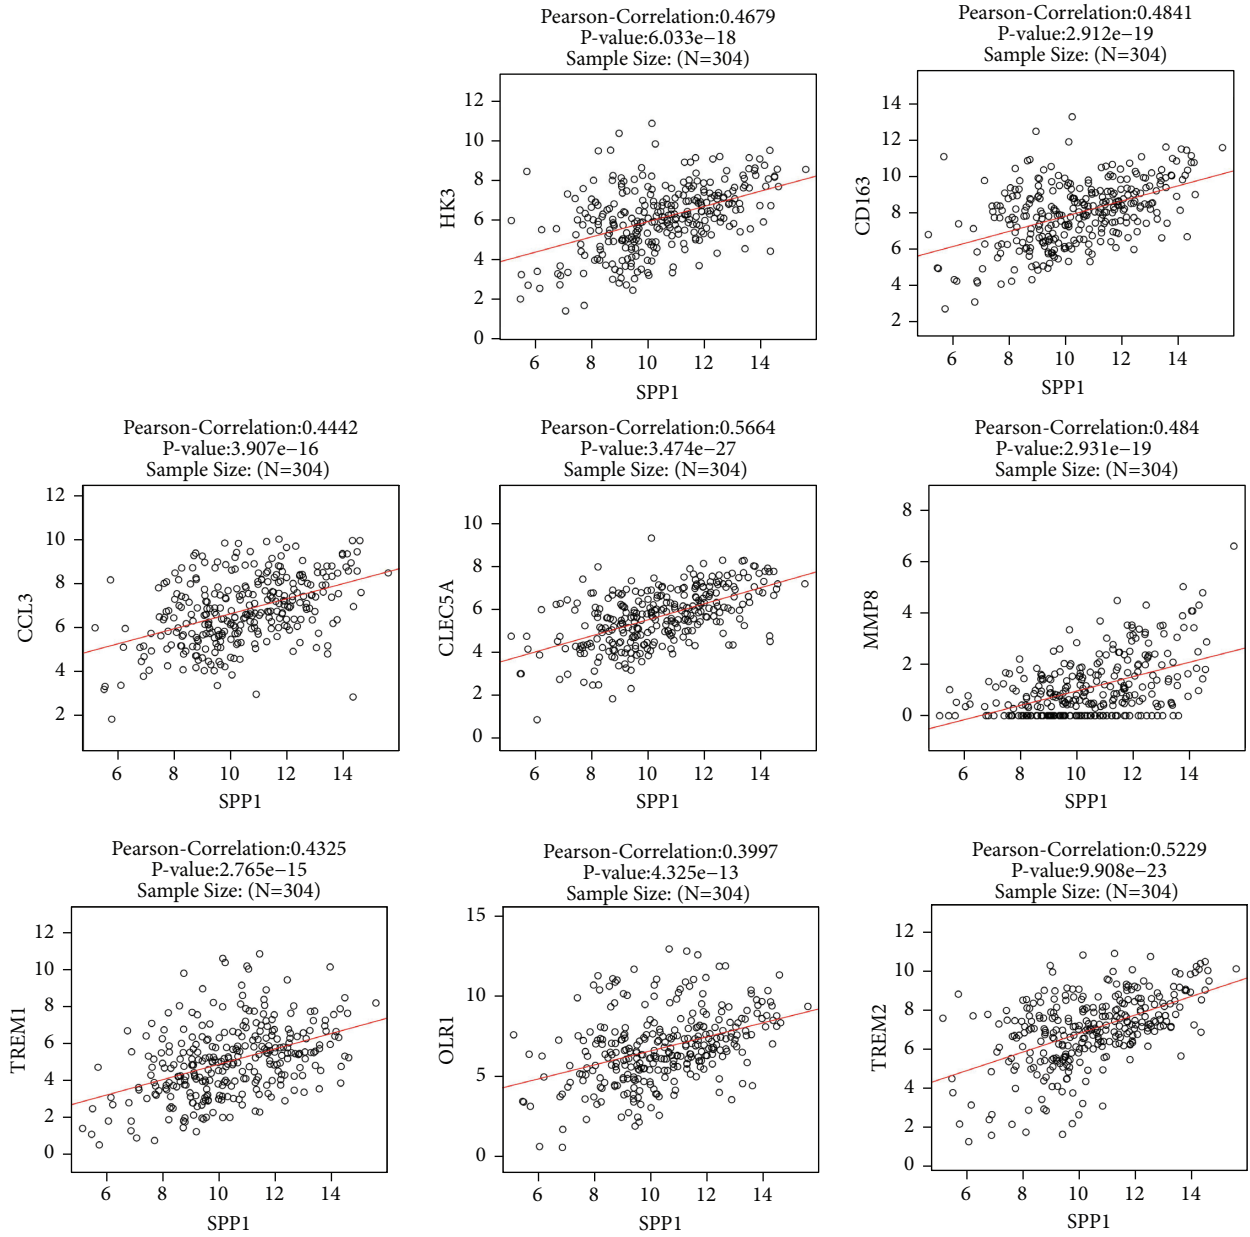 Pearson-Correlation:0.4679
P-value:6.033e−18
Sample Size: (N=304)
12
10
8
6
4
2
0
HK3
6 8 10 12 14
SPP1
Pearson-Correlation:0.4841
P-value:2.912e−19
Sample Size: (N=304)
14
12
10
8
6
4
2
CD163
6 8 10 12 14
SPP1
Pearson-Correlation:0.4442
P-value:3.907e−16
Sample Size: (N=304)
12
10
8
6
4
2
CCL3
6 8 10 12 14
SPP1
Pearson-Correlation:0.5664
P-value:3.474e−27
Sample Size: (N=304)
10
8
6
4
2
0
CLEC5A
6 8 10 12 14
SPP1
Pearson-Correlation:0.484
P-value:2.931e−19
Sample Size: (N=304)
8
6
4
2
0
MMP8
6 8 10 12 14
SPP1
Pearson-Correlation:0.4325
P-value:2.765e−15
Sample Size: (N=304)
12
10
8
6
4
2
0
TREM1
6 8 10 12 14
SPP1
Pearson-Correlation:0.3997
P-value:4.325e−13
Sample Size: (N=304)
15
10
5
0
OLR1
6 8 10 12 14
SPP1
Pearson-Correlation:0.5229
P-value:9.908e−23
Sample Size: (N=304)
12
10
8
6
4
2
0
TREM2
6 8 10 12 14
SPP1